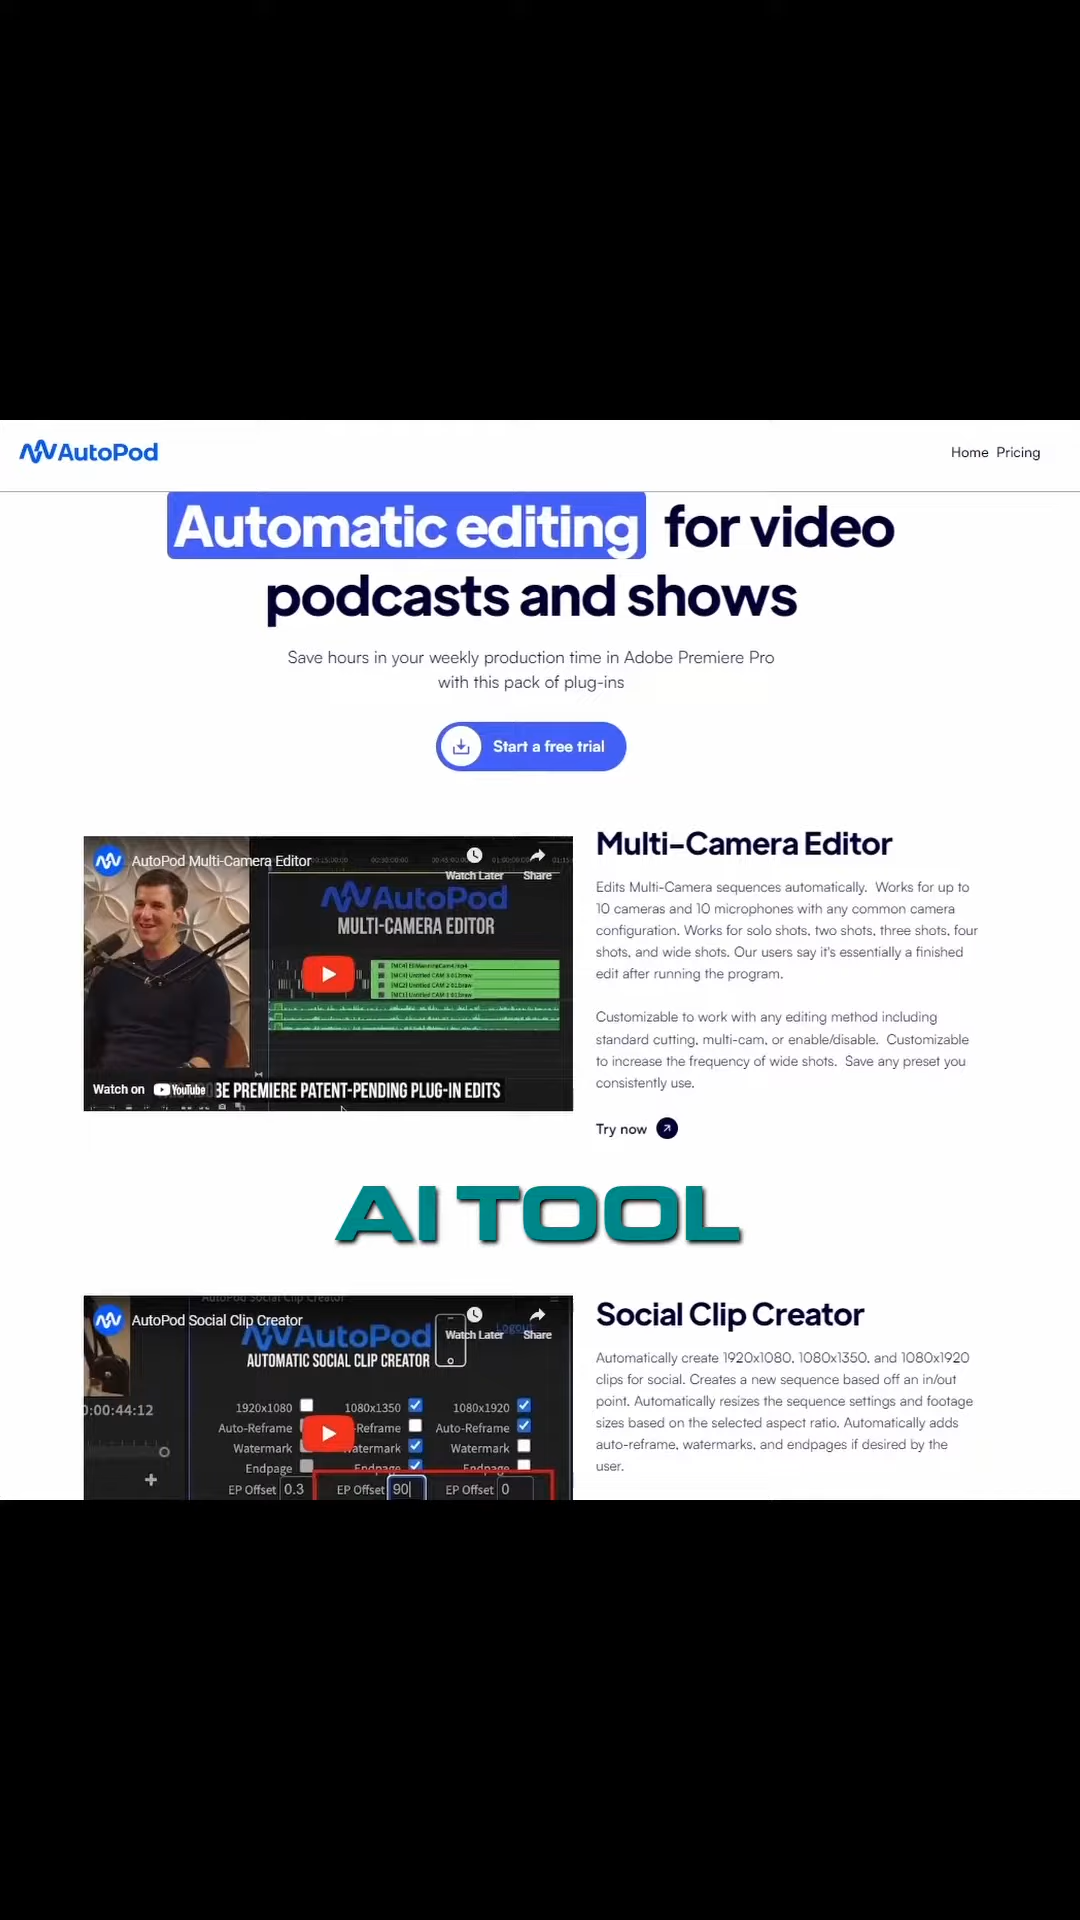 AutoPod
Home Pricing
Automatic editing for video
podcasts and shows
Save hours in your weekly production time in Adobe Premiere Pro
with this pack of plug-ins
Start a free trial
AutoPod Multi-Camera Editor
Watch Later
Share
AutoPod
MULTI-CAMERA EDITOR
Watch on YouTube
BE PREMIERE PATENT-PENDING PLUG-IN EDITS
Multi-Camera Editor
Edits Multi-Camera sequences automatically. Works for up to
10 cameras and 10 microphones with any common camera
configuration. Works for solo shots, two shots, three shots, four
shots, and wide shots. Our users say it's essentially a finished
edit after running the program.
Customizable to work with any editing method including
standard cutting, multi-cam, or enable/disable. Customizable
to increase the frequency of wide shots. Save any preset you
consistently use.
Try now
AI TOOL
AutoPod Social Clip Creator
Watch Later
Share
Logout
AutoPod
AUTOMATIC SOCIAL CLIP CREATOR
0:00:44:12
1920x1080
1080x1350
1080x1920
Auto-Reframe
-Reframe
Auto-Reframe
Watermark
atermark
Watermark
Endpage
Endpage
Endpage
EP Offset 0.3
EP Offset 90
EP Offset 0
Social Clip Creator
Automatically create 1920x1080, 1080x1350, and 1080x1920
clips for social. Creates a new sequence based off an in/out
point. Automatically resizes the sequence settings and footage
sizes based on the selected aspect ratio. Automatically adds
auto-reframe, watermarks, and endpages if desired by the
user.